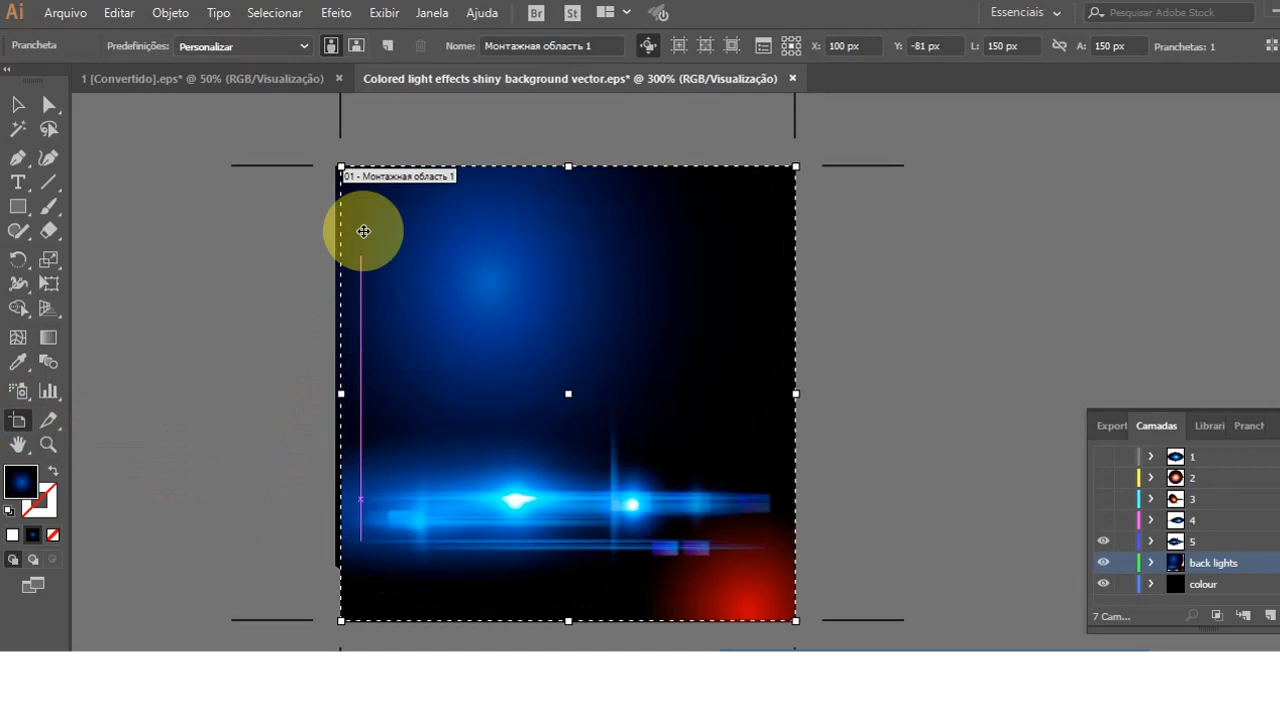 Ai Arquivo Editar Objeto Tipo Selecionar Efeito Exibir Janela Ajuda Br St Essenciais Pesquisar Adobe Stock
Prancheta Predefinições: Personalizar Nome: Монтажная область 1 X: 100 px Y: -81 px L: 150 px A: 150 px Pranchetas: 1
1 [Convertido].eps* @ 50% (RGB/Visualização) × Colored light effects shiny background vector.eps* @ 300% (RGB/Visualização) ×
01 - Монтажная область 1
Export Camadas Librari Pranch
1
2
3
4
5
back lights
colour
7 Cam...